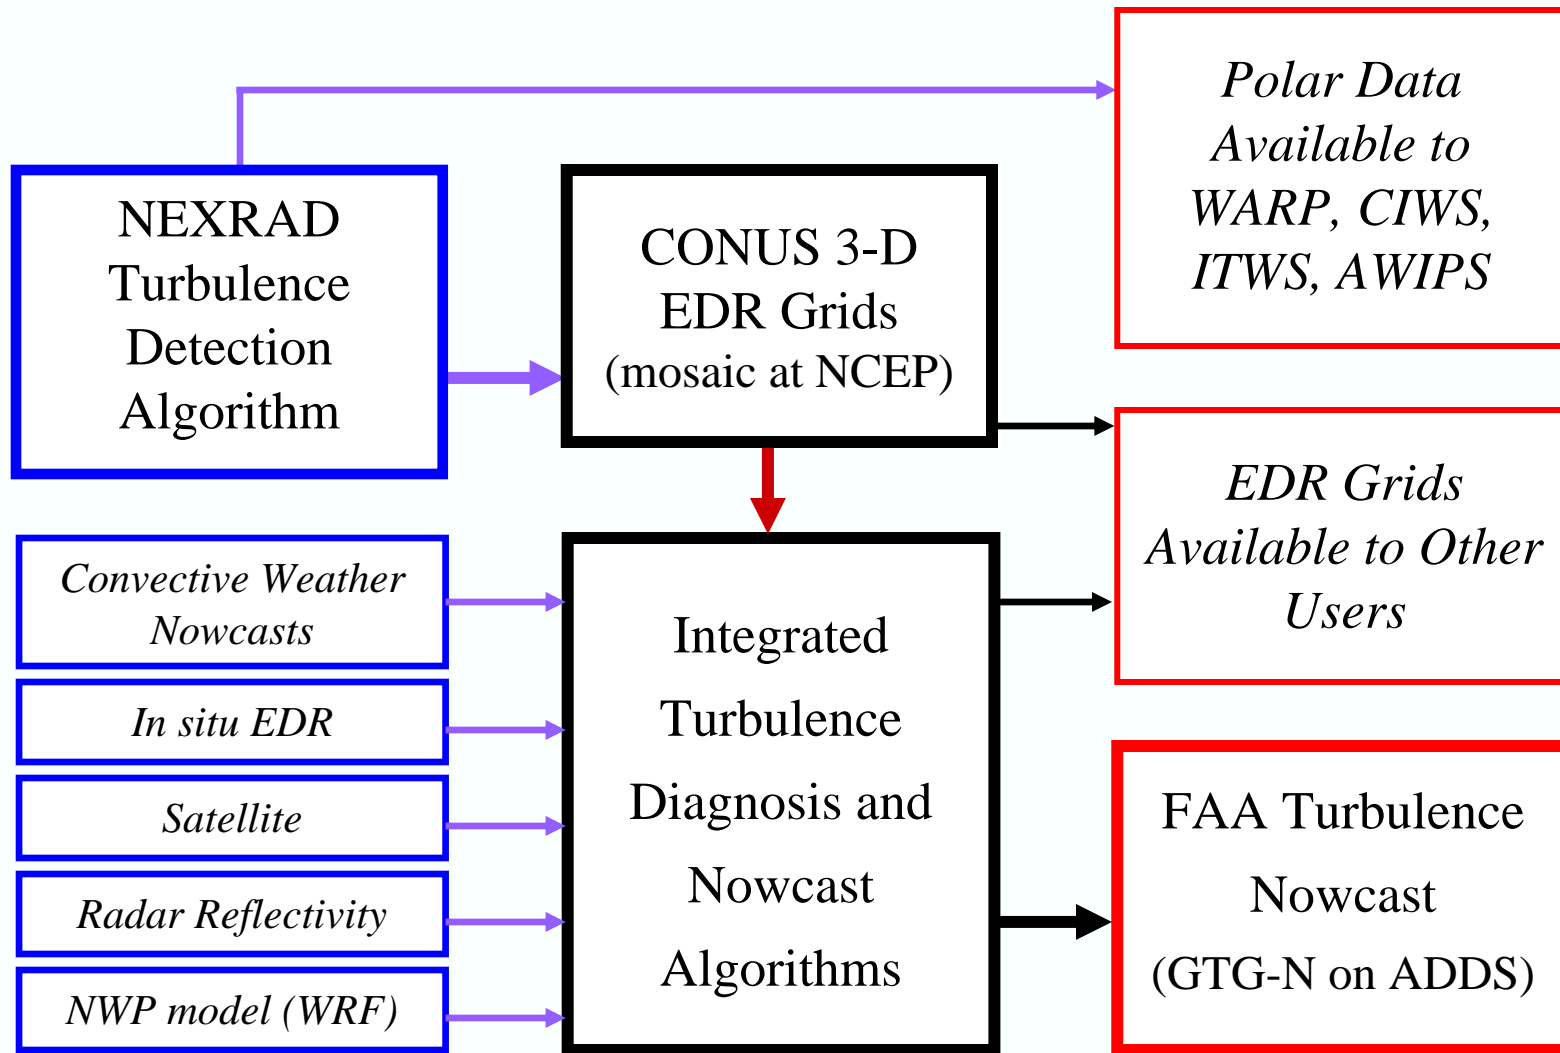 NEXRAD
Turbulence
Detection
Algorithm
CONUS 3-D
EDR Grids
(mosaic at NCEP)
Polar Data
Available to
WARP, CIWS,
ITWS, AWIPS
EDR Grids
Available to Other
Users
Convective Weather
Nowcasts
In situ EDR
Satellite
Radar Reflectivity
NWP model (WRF)
Integrated
Turbulence
Diagnosis and
Nowcast
Algorithms
FAA Turbulence
Nowcast
(GTG-N on ADDS)